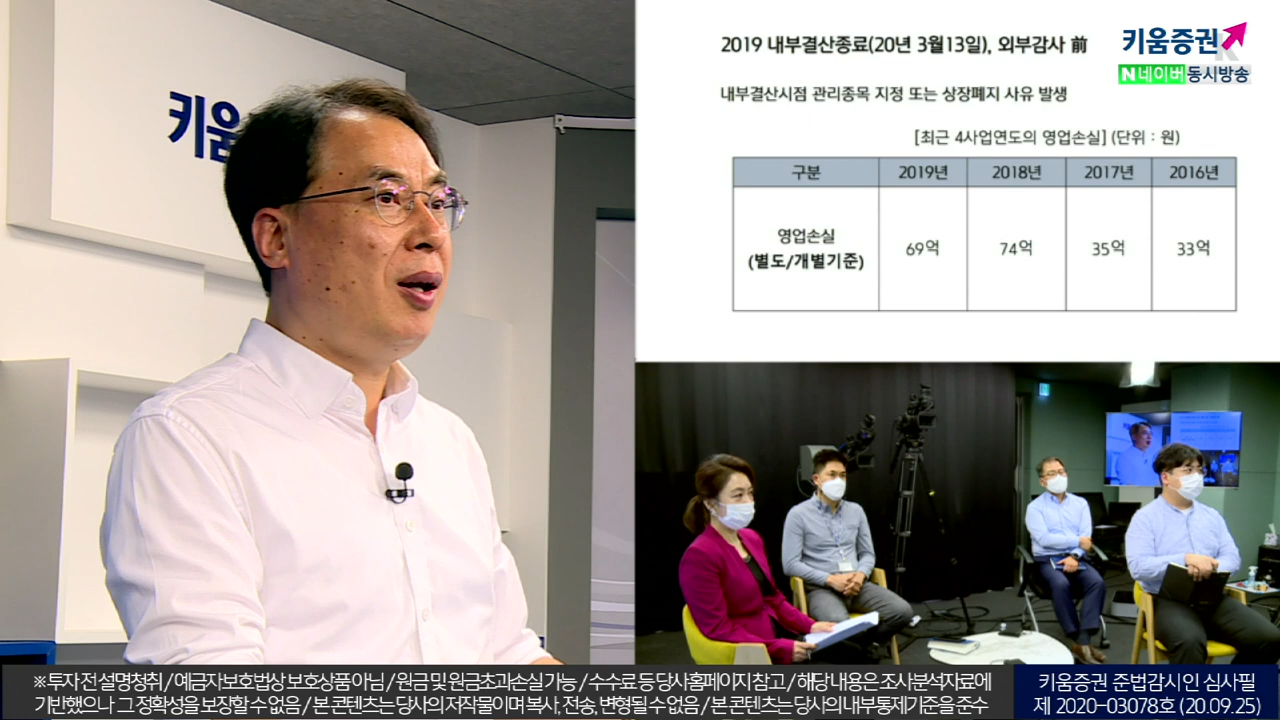 키움
2019 내부결산종료(20년 3월13일), 외부감사 前
키움증권
N네이버 동시방송
내부결산시점 관리종목 지정 또는 상장폐지 사유 발생
[최근 4사업연도의 영업손실] (단위 : 원)
구분 2019년 2018년 2017년 2016년
영업손실
(별도/개별기준) 69억 74억 35억 33억
※ 투자 전 설명청취 / 예금자보호법상 보호상품 아님 / 원금 및 원금초과손실 가능 / 수수료 등 당사홈페이지 참고 / 해당 내용은 조사분석자료에
기반했으나 그 정확성을 보장할 수 없음 / 본 콘텐츠는 당사의 저작물이며 복사, 전송, 변형될 수 없음 / 본 콘텐츠는 당사의 내부통제기준을 준수
키움증권 준법감시인 심사필
제 2020-03078호 (20.09.25)